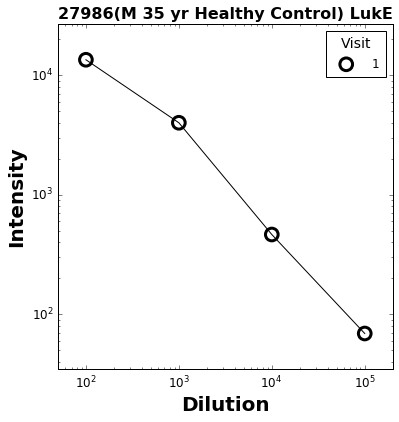 27986(M 35 yr Healthy Control) LukE
Visit
1
Intensity
10^4
10^3
10^2
10^2 10^3 10^4 10^5
Dilution